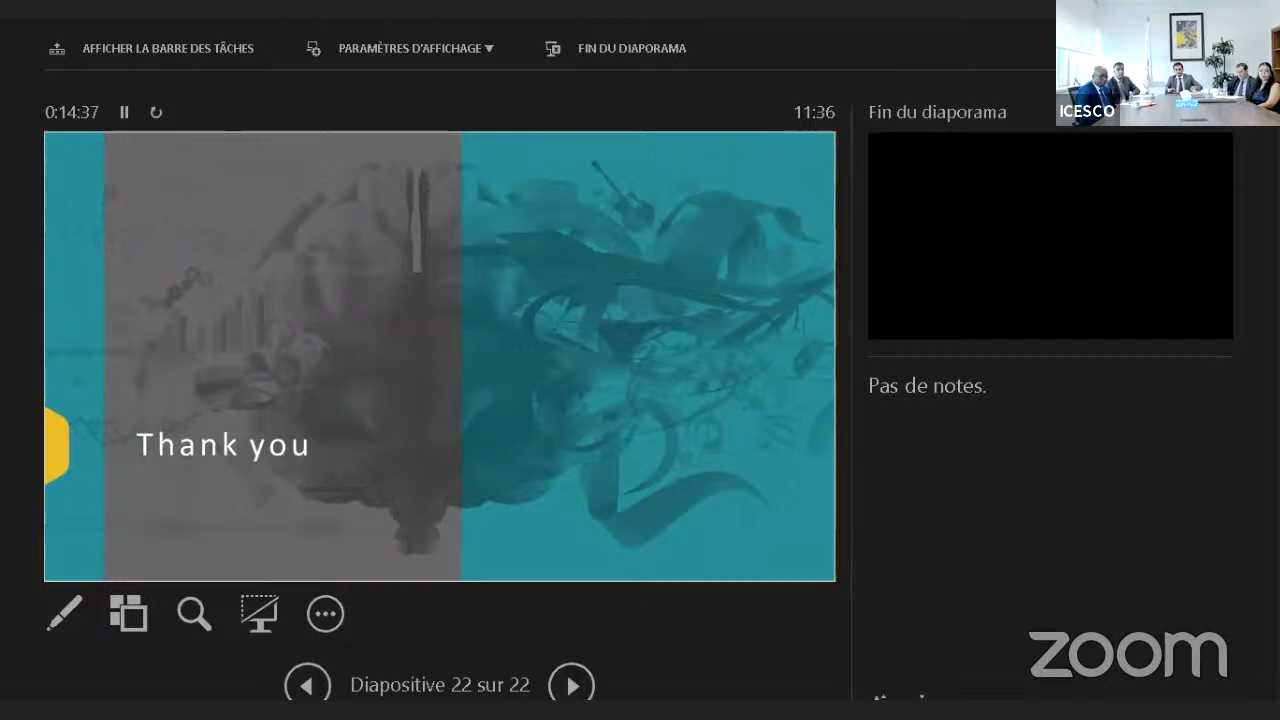 AFFICHER LA BARRE DES TÂCHES
PARAMÈTRES D'AFFICHAGE
FIN DU DIAPORAMA
ICESCO
0:14:37
11:36
Fin du diaporama
Thank you
Pas de notes.
Diapositive 22 sur 22
zoom